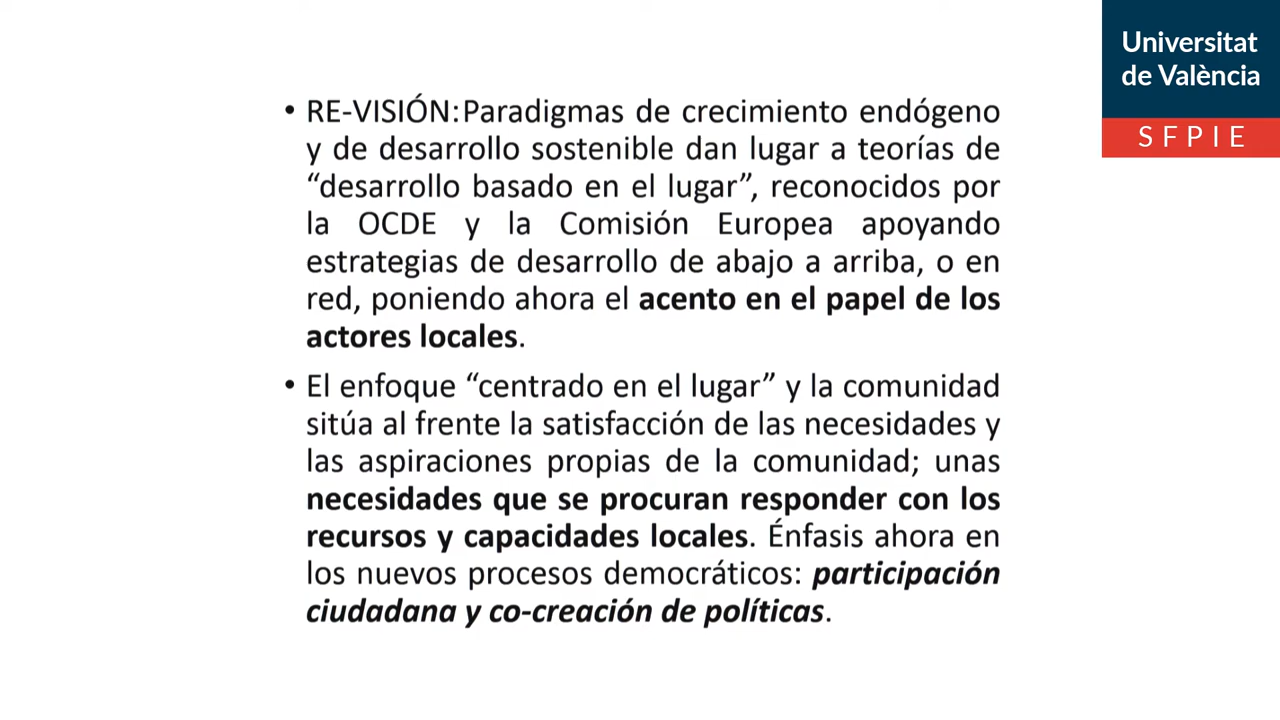 Universitat
de València
SFPIE
• RE-VISIÓN: Paradigmas de crecimiento endógeno
y de desarrollo sostenible dan lugar a teorías de
“desarrollo basado en el lugar”, reconocidos por
la OCDE y la Comisión Europea apoyando
estrategias de desarrollo de abajo a arriba, o en
red, poniendo ahora el acento en el papel de los
actores locales.
• El enfoque “centrado en el lugar” y la comunidad
sitúa al frente la satisfacción de las necesidades y
las aspiraciones propias de la comunidad; unas
necesidades que se procuran responder con los
recursos y capacidades locales. Énfasis ahora en
los nuevos procesos democráticos: participación
ciudadana y co-creación de políticas.